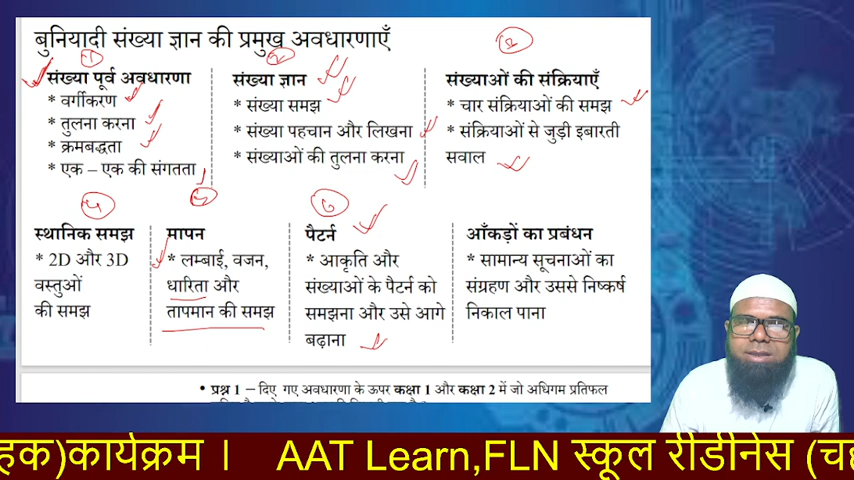 बुनियादी संख्या ज्ञान की प्रमुख अवधारणाएँ
संख्या पूर्व अवधारणा
* वर्गीकरण
* तुलना करना
* क्रमबद्धता
* एक – एक की संगतता
संख्या ज्ञान
* संख्या समझ
* संख्या पहचान और लिखना
* संख्याओं की तुलना करना
संख्याओं की संक्रियाएँ
* चार संक्रियाओं की समझ
* संक्रियाओं से जुड़ी इबारती
सवाल
स्थानिक समझ
* 2D और 3D
वस्तुओं
की समझ
मापन
* लम्बाई, वजन,
धारिता और
तापमान की समझ
पैटर्न
* आकृति और
संख्याओं के पैटर्न को
समझना और उसे आगे
बढ़ाना
आँकड़ों का प्रबंधन
* सामान्य सूचनाओं का
संग्रहण और उससे निष्कर्ष
निकाल पाना
• प्रश्न 1 – दिए गए अवधारणा के ऊपर कक्षा 1 और कक्षा 2 में जो अधिगम प्रतिफल
हक)कार्यक्रम । AAT Learn,FLN स्कूल रीडीनेस (चह